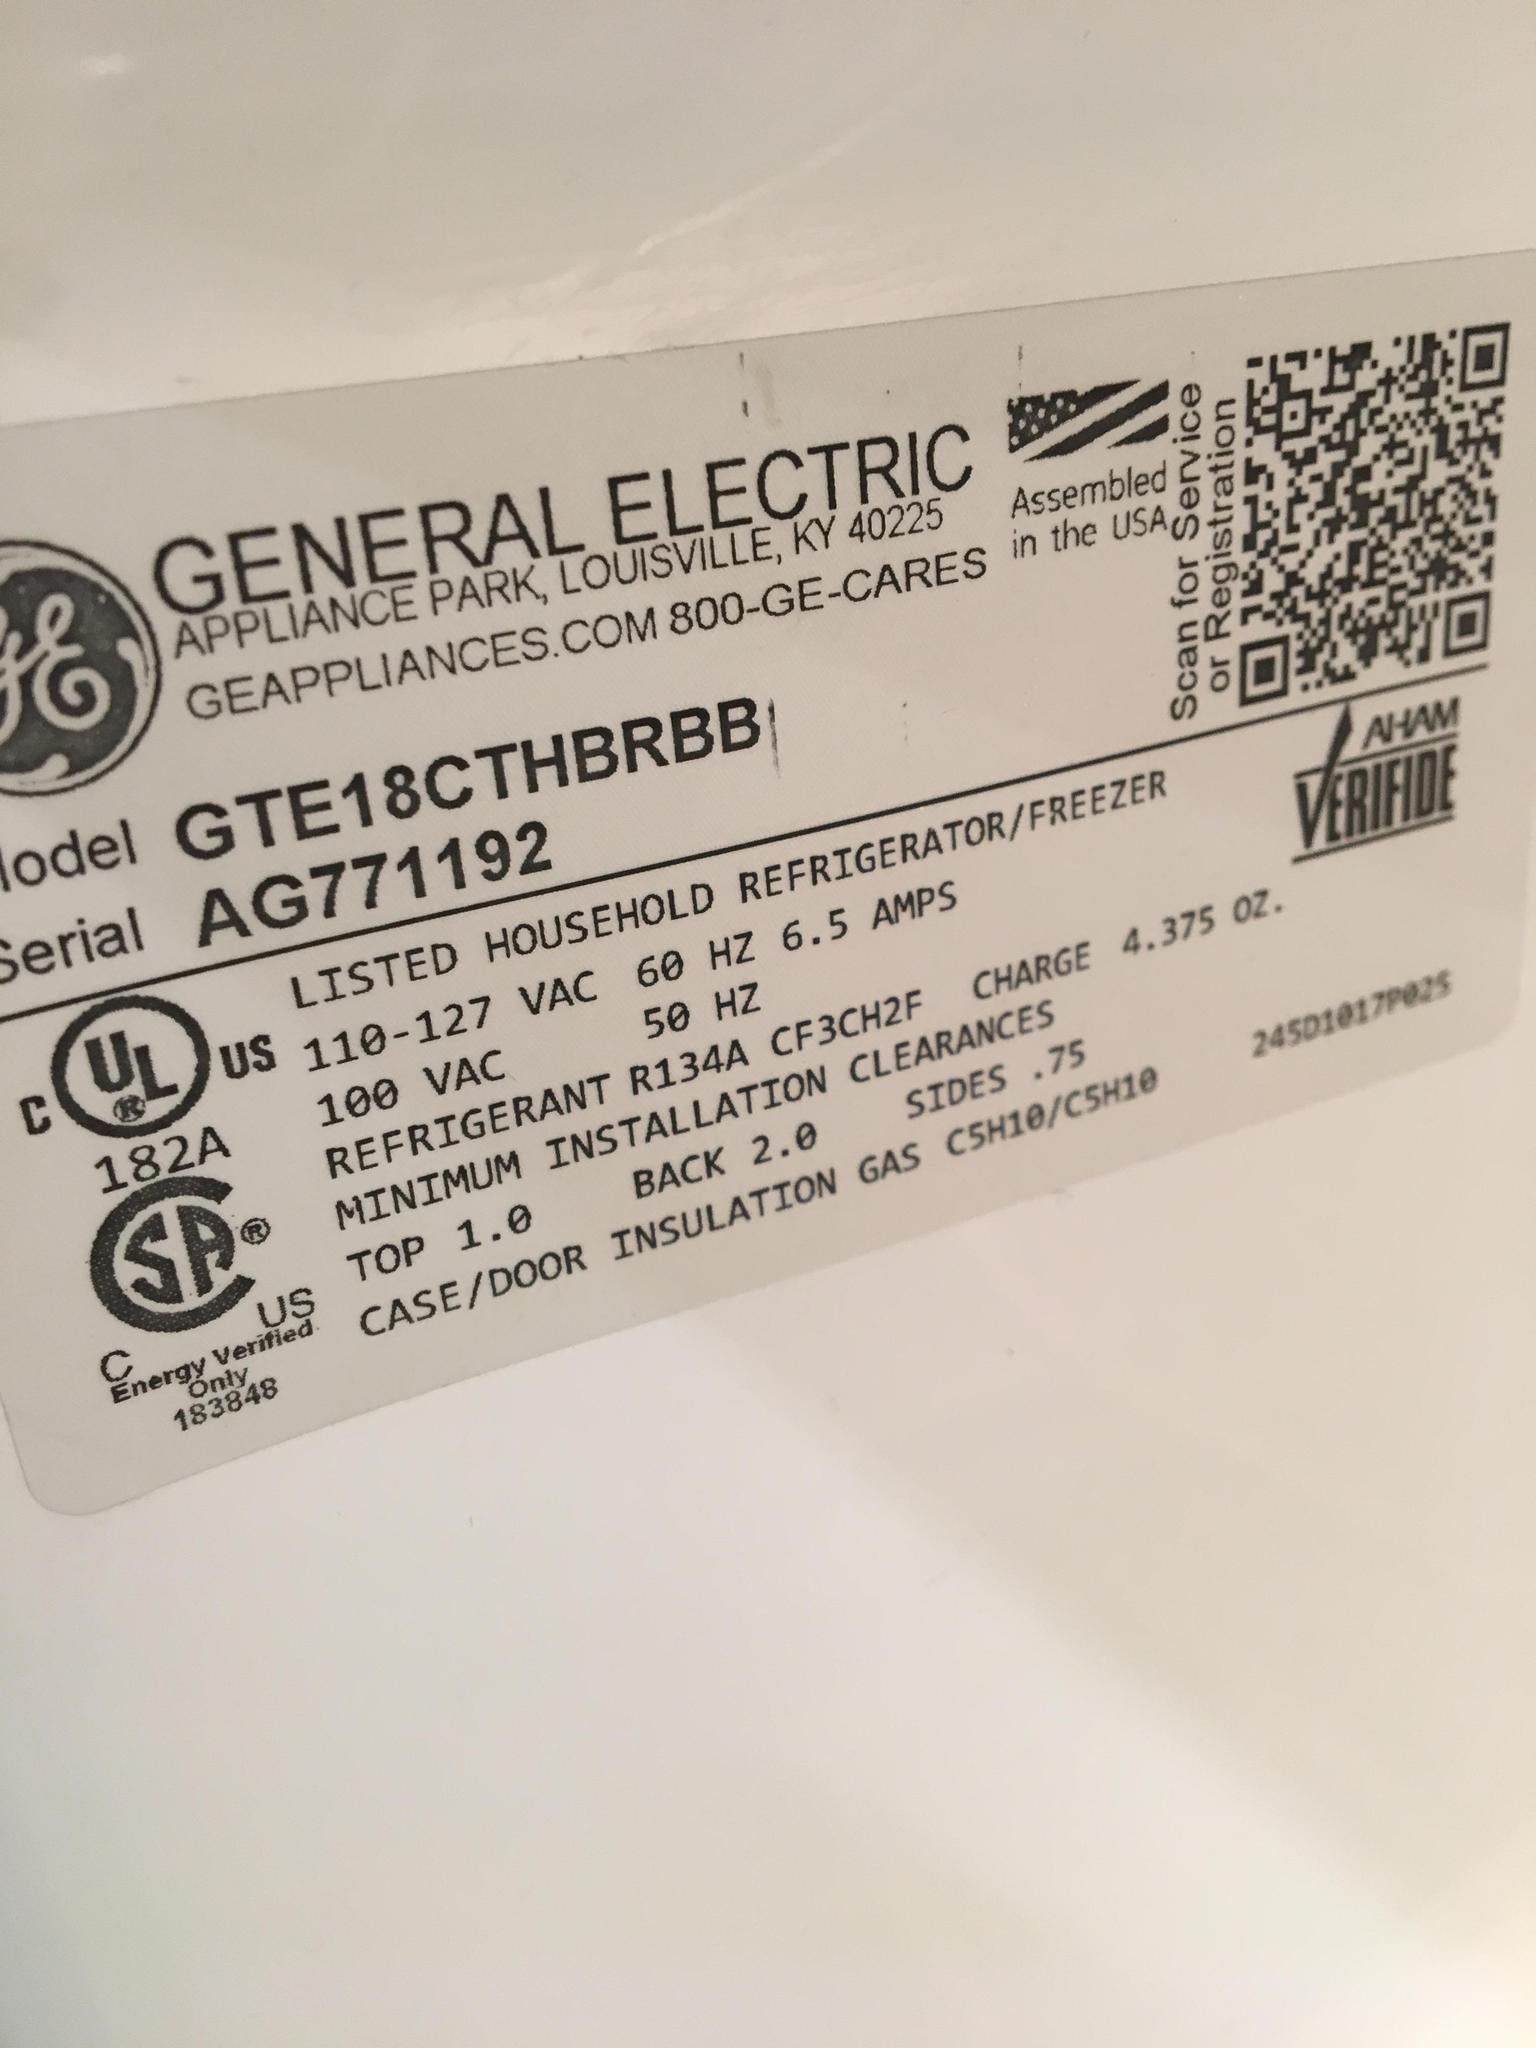 GE
GENERAL ELECTRIC
APPLIANCE PARK, LOUISVILLE, KY 40225
GEAPPLIANCES.COM 800-GE-CARES
Assembled
in the USA
Scan for Service
or Registration
Model GTE18CTHBRBB
Serial AG771192
AHAM
VERIFIDE
LISTED HOUSEHOLD REFRIGERATOR/FREEZER
110-127 VAC 60 HZ 6.5 AMPS
100 VAC 50 HZ
REFRIGERANT R134A CF3CH2F CHARGE 4.375 OZ.
MINIMUM INSTALLATION CLEARANCES
TOP 1.0 BACK 2.0 SIDES .75
CASE/DOOR INSULATION GAS C5H10/C5H10
245D1017P025
C UL ® US
182A
CSA ®
C US
Energy Verified
Only
183848